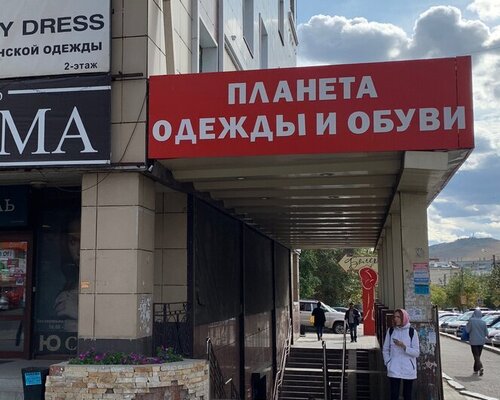 Y DRESS
НСКОЙ ОДЕЖДЫ
2-этаж
МА
ПЛАНЕТА
ОДЕЖДЫ И ОБУВИ